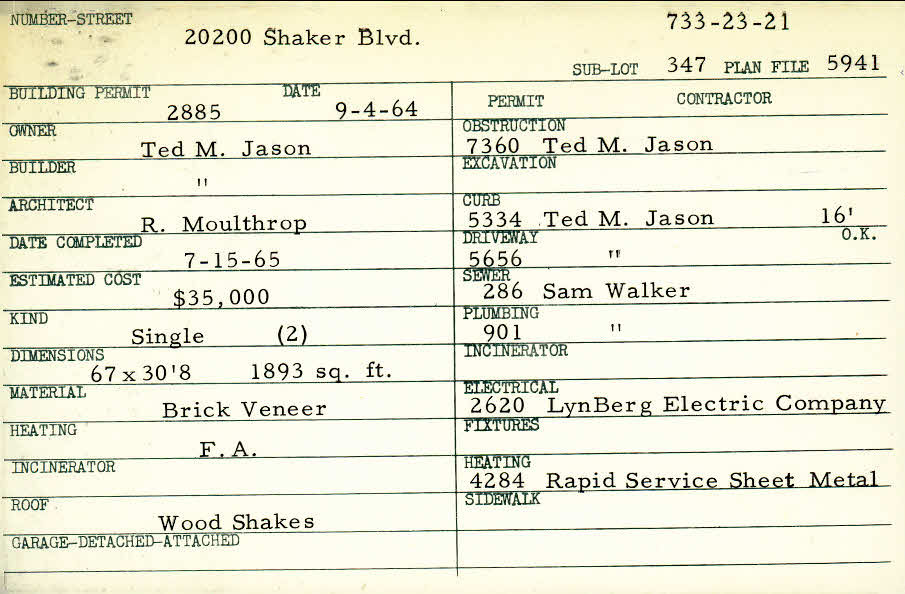 NUMBER-STREET 733-23-21
20200 Shaker Blvd.
SUB-LOT 347 PLAN FILE 5941
BUILDING PERMIT DATE
2885 9-4-64
OWNER
Ted M. Jason
BUILDER
"
ARCHITECT
R. Moulthrop
DATE COMPLETED
7-15-65
ESTIMATED COST
$35,000
KIND
Single (2)
DIMENSIONS
67 x 30'8 1893 sq. ft.
MATERIAL
Brick Veneer
HEATING
F. A.
INCINERATOR
ROOF
Wood Shakes
GARAGE-DETACHED-ATTACHED
PERMIT CONTRACTOR
OBSTRUCTION
7360 Ted M. Jason
EXCAVATION
CURB
5334 Ted M. Jason 16'
DRIVEWAY O.K.
5656 "
SEWER
286 Sam Walker
PLUMBING
901 "
INCINERATOR
ELECTRICAL
2620 LynBerg Electric Company
FIXTURES
HEATING
4284 Rapid Service Sheet Metal
SIDEWALK